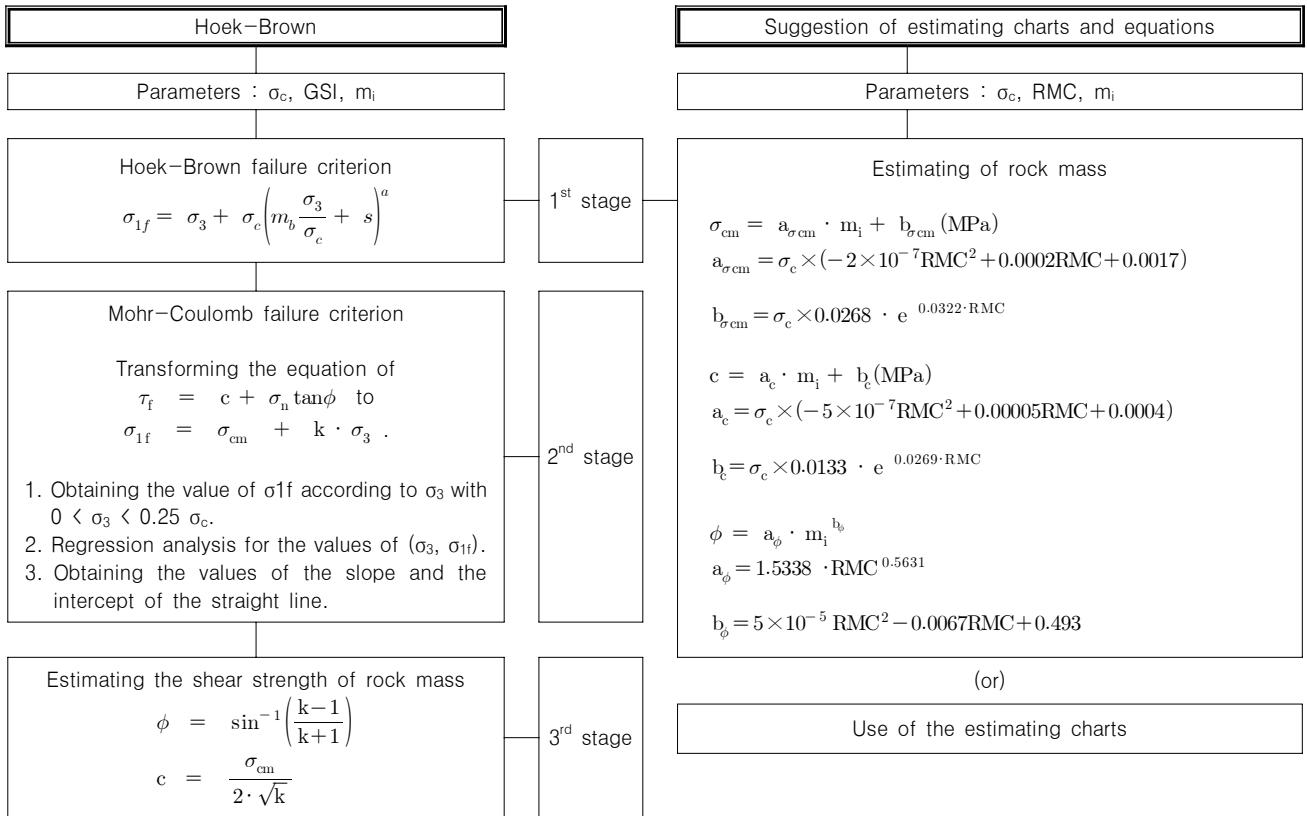 Hoek-Brown
Parameters : σc, GSI, mi
Hoek-Brown failure criterion
σ1f = σ3 + σc(mb σ3/σc + s)^a
1st stage
Mohr-Coulomb failure criterion
Transforming the equation of
τf = c + σn tanϕ to
σ1f = σcm + k · σ3 .
1. Obtaining the value of σ1f according to σ3 with
0 < σ3 < 0.25 σc.
2. Regression analysis for the values of (σ3, σ1f).
3. Obtaining the values of the slope and the
intercept of the straight line.
2nd stage
Estimating the shear strength of rock mass
ϕ = sin⁻¹((k−1)/(k+1))
c = σcm/(2·√k)
3rd stage
Suggestion of estimating charts and equations
Parameters : σc, RMC, mi
Estimating of rock mass
σcm = aσcm · mi + bσcm (MPa)
aσcm = σc×(−2×10⁻⁷RMC²+0.0002RMC+0.0017)
bσcm = σc×0.0268 · e^0.0322·RMC
c = ac · mi + bc(MPa)
ac = σc×(−5×10⁻⁷RMC²+0.00005RMC+0.0004)
bc = σc×0.0133 · e^0.0269·RMC
ϕ = aϕ · mi^bϕ
aϕ = 1.5338 ·RMC^0.5631
bϕ = 5×10⁻⁵ RMC²−0.0067RMC+0.493
(or)
Use of the estimating charts